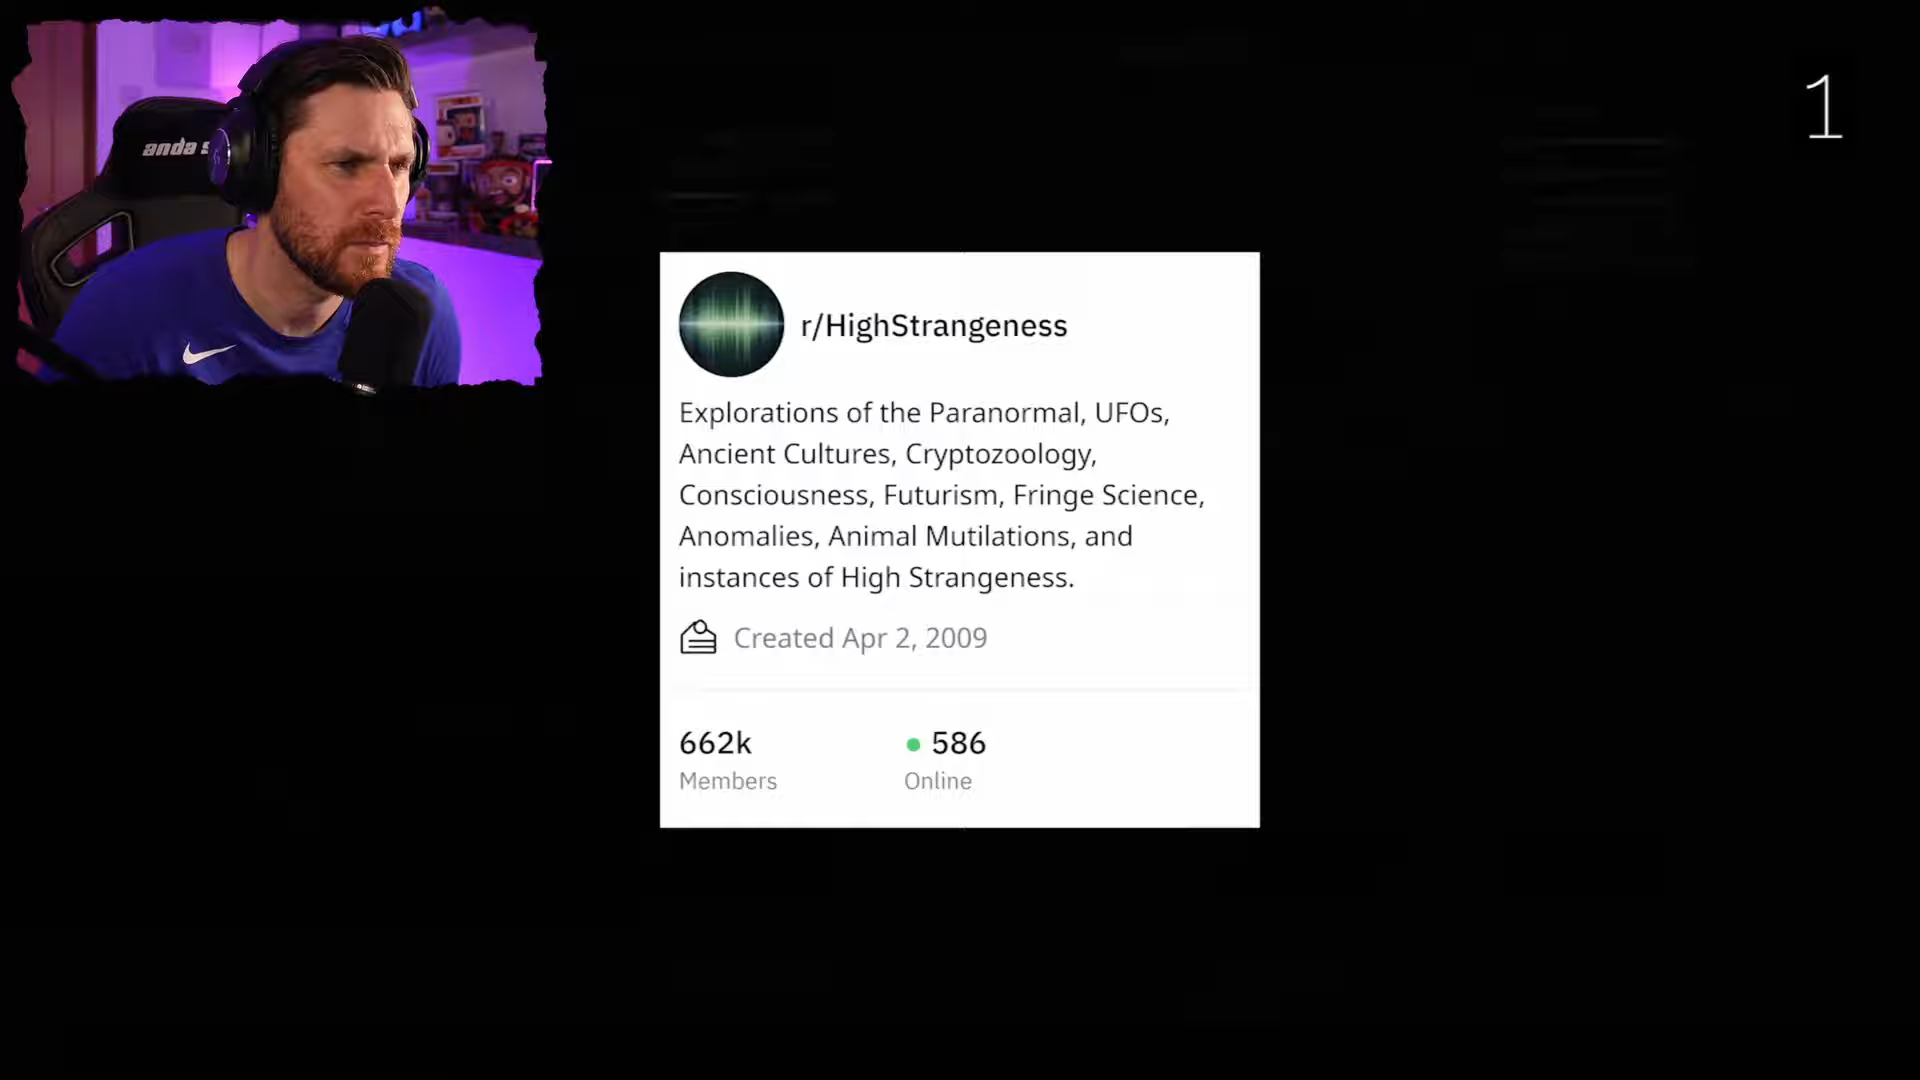 anda s
1
r/HighStrangeness
Explorations of the Paranormal, UFOs,
Ancient Cultures, Cryptozoology,
Consciousness, Futurism, Fringe Science,
Anomalies, Animal Mutilations, and
instances of High Strangeness.
Created Apr 2, 2009
662k
586
Members
Online